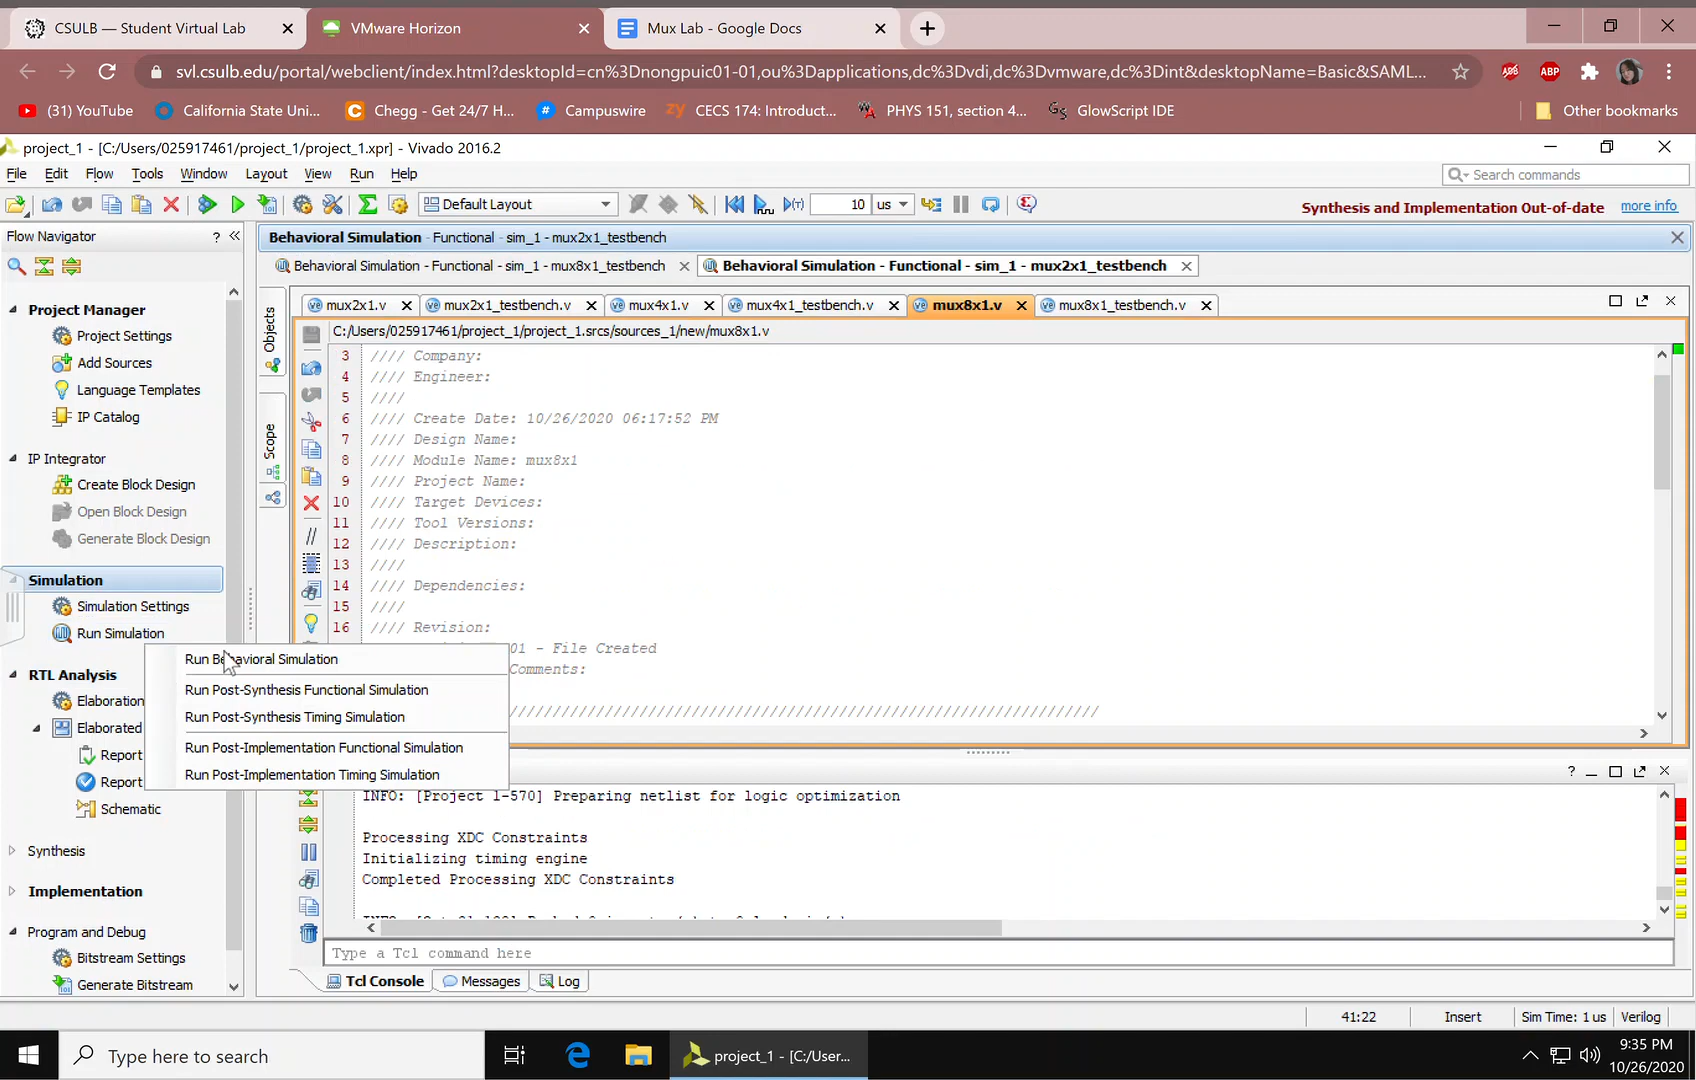 CSULB — Student Virtual Lab
VMware Horizon
Mux Lab - Google Docs
svl.csulb.edu/portal/webclient/index.html?desktopId=cn%3Dnongpuic01-01,ou%3Dapplications,dc%3Dvdi,dc%3Dvmware,dc%3Dint&desktopName=Basic&SAML...
ABP
(31) YouTube
California State Uni...
Chegg - Get 24/7 H...
Campuswire
zy CECS 174: Introduct...
PHYS 151, section 4...
GlowScript IDE
Other bookmarks
project_1 - [C:/Users/025917461/project_1/project_1.xpr] - Vivado 2016.2
File Edit Flow Tools Window Layout View Run Help
Search commands
Default Layout
10 us
Synthesis and Implementation Out-of-date more info
Flow Navigator
Behavioral Simulation - Functional - sim_1 - mux2x1_testbench
Behavioral Simulation - Functional - sim_1 - mux8x1_testbench
Behavioral Simulation - Functional - sim_1 - mux2x1_testbench
mux2x1.v
mux2x1_testbench.v
mux4x1.v
mux4x1_testbench.v
mux8x1.v
mux8x1_testbench.v
C:/Users/025917461/project_1/project_1.srcs/sources_1/new/mux8x1.v
Objects
Scope
Project Manager
Project Settings
Add Sources
Language Templates
IP Catalog
IP Integrator
Create Block Design
Open Block Design
Generate Block Design
Simulation
Simulation Settings
Run Simulation
RTL Analysis
Elaboration
Elaborated
Report
Report
Schematic
Synthesis
Implementation
Program and Debug
Bitstream Settings
Generate Bitstream
Run Behavioral Simulation
Run Post-Synthesis Functional Simulation
Run Post-Synthesis Timing Simulation
Run Post-Implementation Functional Simulation
Run Post-Implementation Timing Simulation
3 //// Company:
4 //// Engineer:
5 ////
6 //// Create Date: 10/26/2020 06:17:52 PM
7 //// Design Name:
8 //// Module Name: mux8x1
9 //// Project Name:
10 //// Target Devices:
11 //// Tool Versions:
12 //// Description:
13 ////
14 //// Dependencies:
15 ////
16 //// Revision:
01 - File Created
Comments:
////////////////////////////////////////////////////////////////////
INFO: [Project 1-570] Preparing netlist for logic optimization
Processing XDC Constraints
Initializing timing engine
Completed Processing XDC Constraints
Type a Tcl command here
Tcl Console
Messages
Log
41:22
Insert
Sim Time: 1 us
Verilog
Type here to search
project_1 - [C:/User...
9:35 PM
10/26/2020